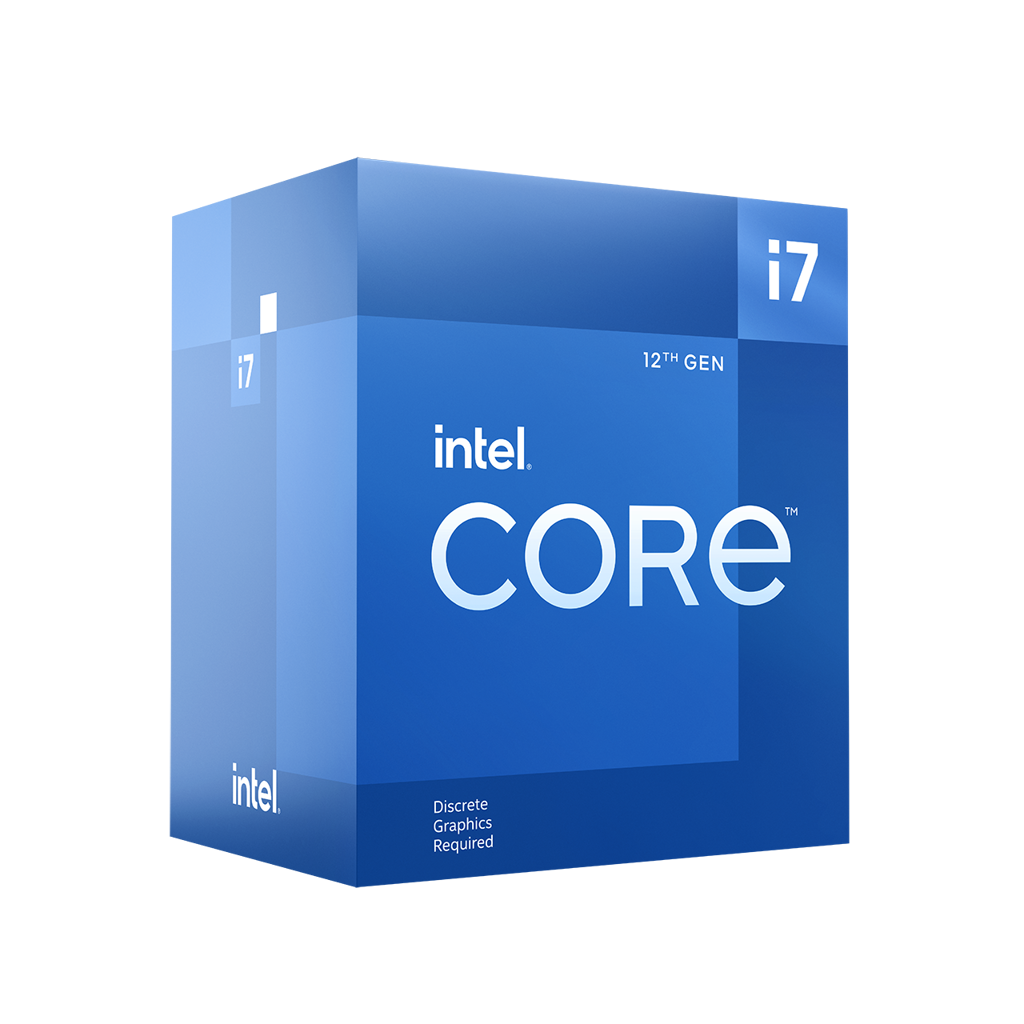 i7
12TH GEN
intel.
CORe™
Discrete
Graphics
Required
i7
intel.